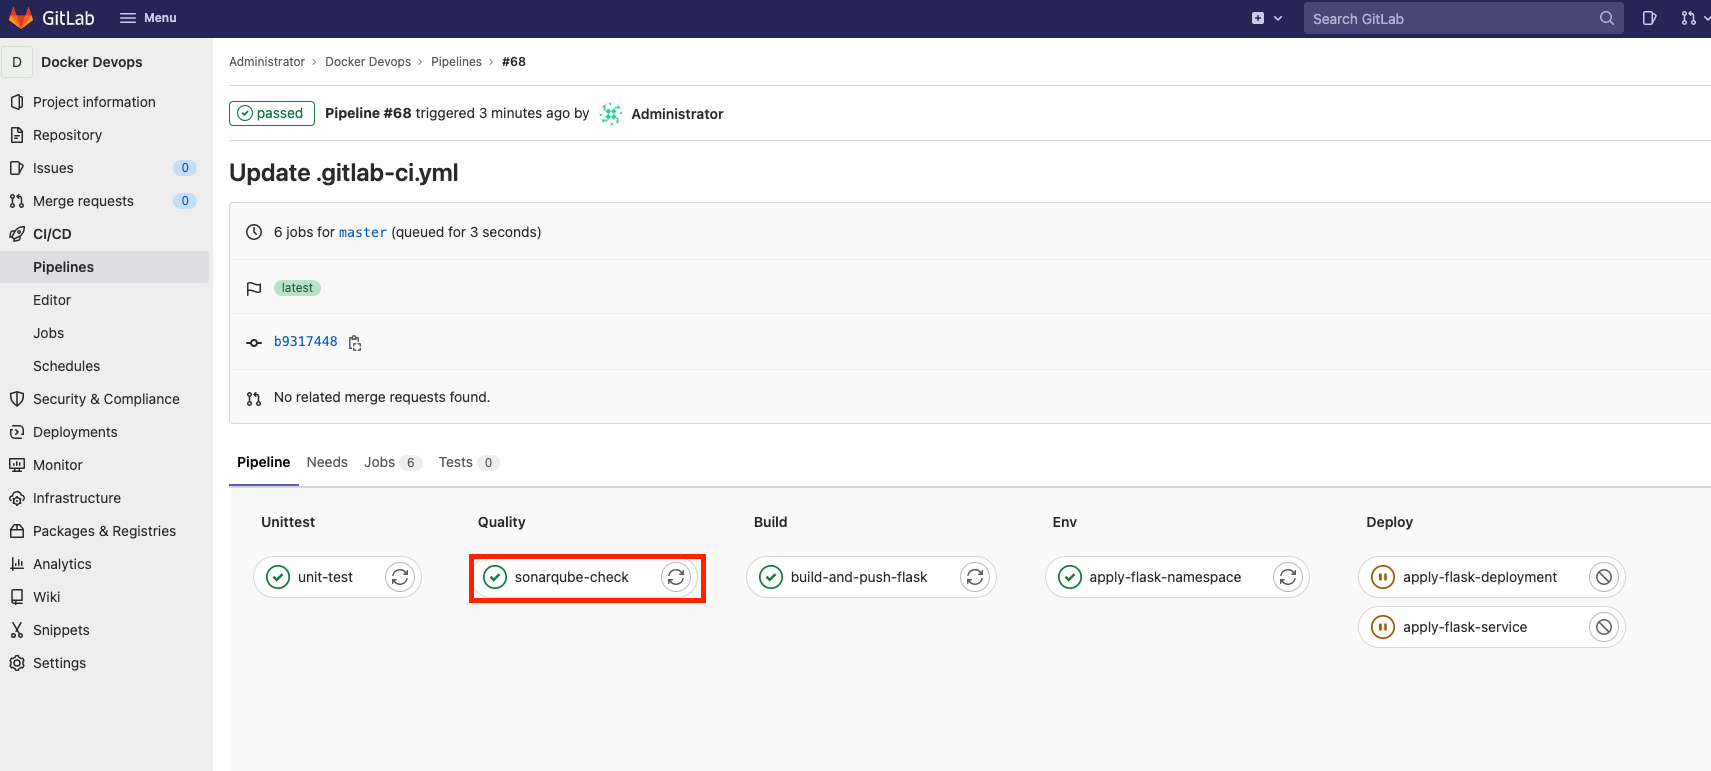 GitLab
Menu
Search GitLab
D
Docker Devops
Project information
Repository
Issues 0
Merge requests 0
CI/CD
Pipelines
Editor
Jobs
Schedules
Security & Compliance
Deployments
Monitor
Infrastructure
Packages & Registries
Analytics
Wiki
Snippets
Settings
Administrator › Docker Devops › Pipelines › #68
passed Pipeline #68 triggered 3 minutes ago by Administrator
Update .gitlab-ci.yml
6 jobs for master (queued for 3 seconds)
latest
b9317448
No related merge requests found.
Pipeline Needs Jobs 6 Tests 0
Unittest Quality Build Env Deploy
unit-test sonarqube-check build-and-push-flask apply-flask-namespace apply-flask-deployment
apply-flask-service